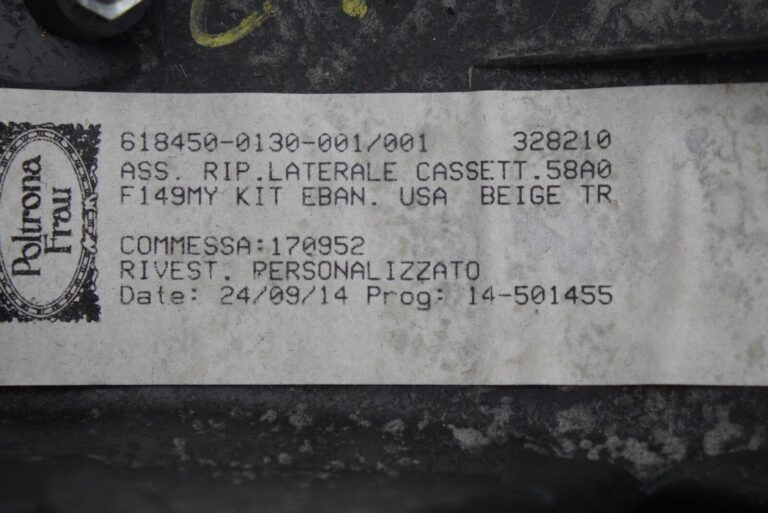 Poltrona
Frau
618450-0130-001/001 328210
ASS. RIP.LATERALE CASSETT.58A0
F149MY KIT EBAN. USA BEIGE TR
COMMESSA:170952
RIVEST. PERSONALIZZATO
Date: 24/09/14 Prog: 14-501455